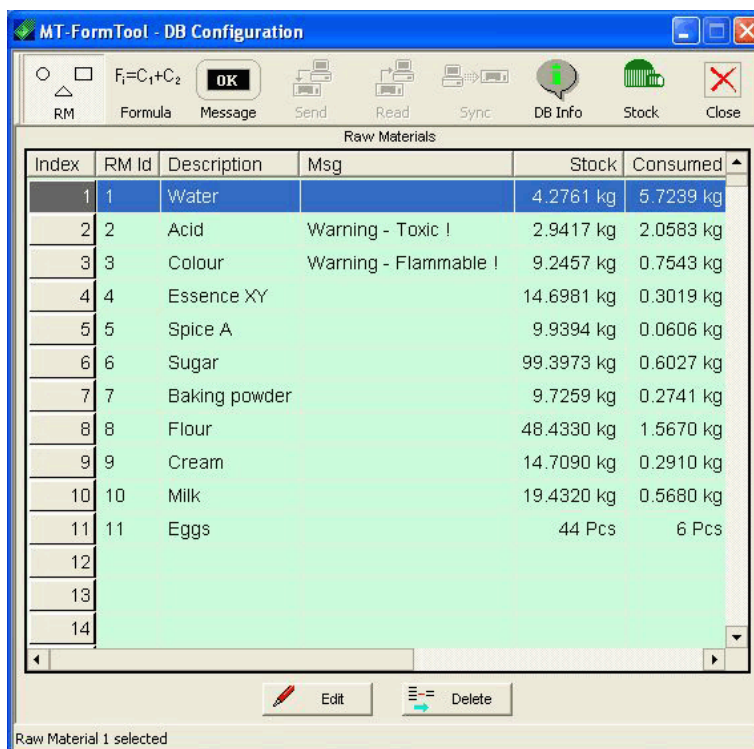 MT-FormTool - DB Configuration
Fi=C1+C2 OK
RM Formula Message Send Read Sync DB Info Stock Close
Raw Materials
Index RM Id Description Msg Stock Consumed
1 1 Water 4.2761 kg 5.7239 kg
2 2 Acid Warning - Toxic ! 2.9417 kg 2.0583 kg
3 3 Colour Warning - Flammable ! 9.2457 kg 0.7543 kg
4 4 Essence XY 14.6981 kg 0.3019 kg
5 5 Spice A 9.9394 kg 0.0606 kg
6 6 Sugar 99.3973 kg 0.6027 kg
7 7 Baking powder 9.7259 kg 0.2741 kg
8 8 Flour 48.4330 kg 1.5670 kg
9 9 Cream 14.7090 kg 0.2910 kg
10 10 Milk 19.4320 kg 0.5680 kg
11 11 Eggs 44 Pcs 6 Pcs
12
13
14
Edit Delete
Raw Material 1 selected